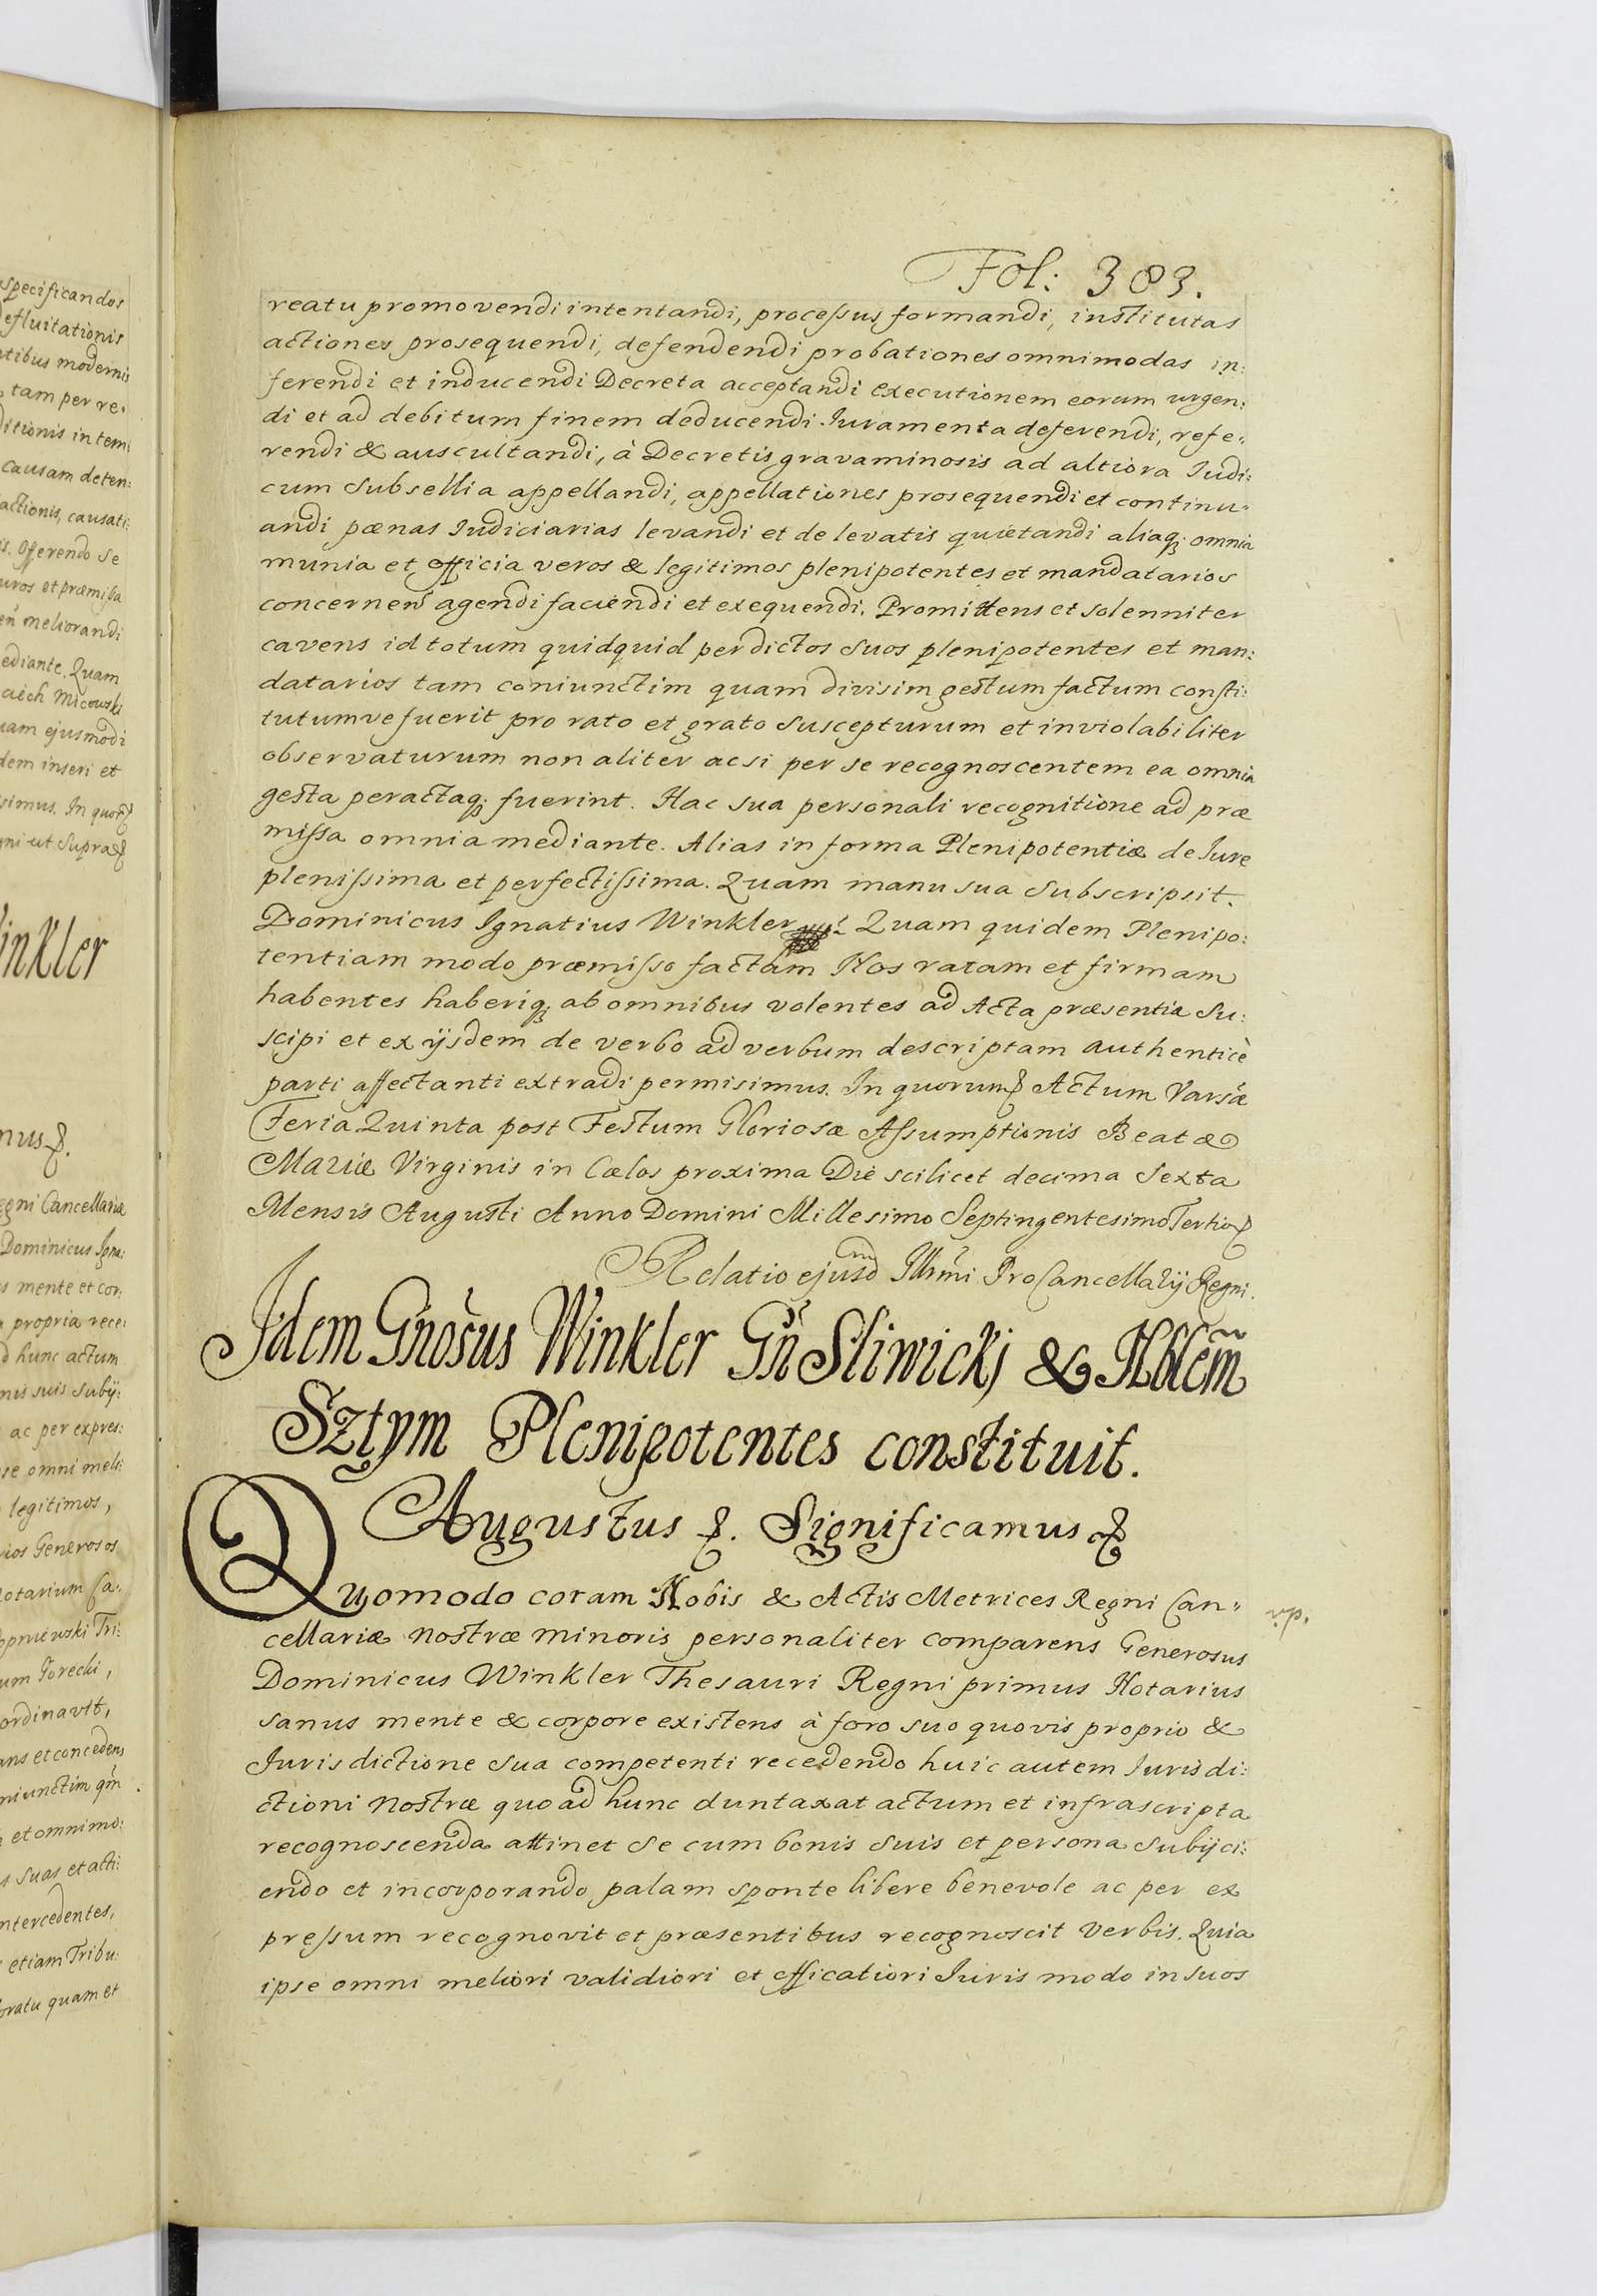 Fol: 383.
reatu promovendi intentandi, processus formandi, institutas
actiones prosequendi, defendendi probationes omnimodas in:
ferendi et inducendi Decreta acceptandi executionem eorum urgen:
di et ad debitum finem deducendi. Iuramenta deferendi, refe:
rendi & auscultandi, à Decretis gravaminosis ad altiora Iudi:
cum subsellia appellandi, appellationes prosequendi et continu:
andi pœnas Iudiciarias levandi et de levatis quietandi aliaq; omnia
munia et officia veros & legitimos plenipotentes et mandatarios
concernen agendi faciendi et exequendi. Promittens et solenniter
cavens id totum quidquid per dictos suos plenipotentes et man:
datarios tam coniunctim quam divisim gestum factum consti:
tutumve fuerit pro rato et grato suscepturum et inviolabiliter
observaturum non aliter ac si per se recognoscentem ea omnia
gesta peractaq; fuerint. Hac sua personali recognitione ad præ
missa omnia mediante. Alias in forma Plenipotentiæ de Iure
plenissima et perfectissima. Quam manu sua subscripsit.
Dominicus Ignatius Winkler Quam quidem Plenipo:
tentiam modo præmisso factam Nos ratam et firmam
habentes haberiq; ab omnibus volentes ad Acta præsentia su:
scipi et ex ijsdem de verbo ad verbum descriptam authenticè
parti affectanti extradi permisimus. In quorum Actum Varsæ
Feria Quinta post Festum Gloriosæ Assumptionis Beatæ
Mariæ Virginis in Cælos proxima Die scilicet decima sexta
Mensis Augusti Anno Domini Millesimo Septingentesimo Tertio
Relatio ejusdm Illrmi ProCancellarij Regni.
Idem Gnosus Winkler Gn Sliwickj & Nblem
Sztym Plenipotentes constituit.
Augustus Significamus
Quomodo coram Nobis & Actis Metrices Regni Can:
vp.
cellariæ nostræ minoris personaliter comparens Generosus
Dominicus Winkler Thesauri Regni primus Notarius
sanus mente & corpore existens à foro suo quovis proprio &
Iurisdictione sua competenti recedendo huic autem Iurisdi:
ctioni nostræ quo ad hunc duntaxat actum et infrascripta
recognoscenda attinet se cum bonis suis et persona subijci:
endo et incorporando palam sponte libere benevole ac per ex
pressum recognovit et præsentibus recognoscit verbis. Quia
ipse omni meliori validiori et efficatiori Iuris modo in suos